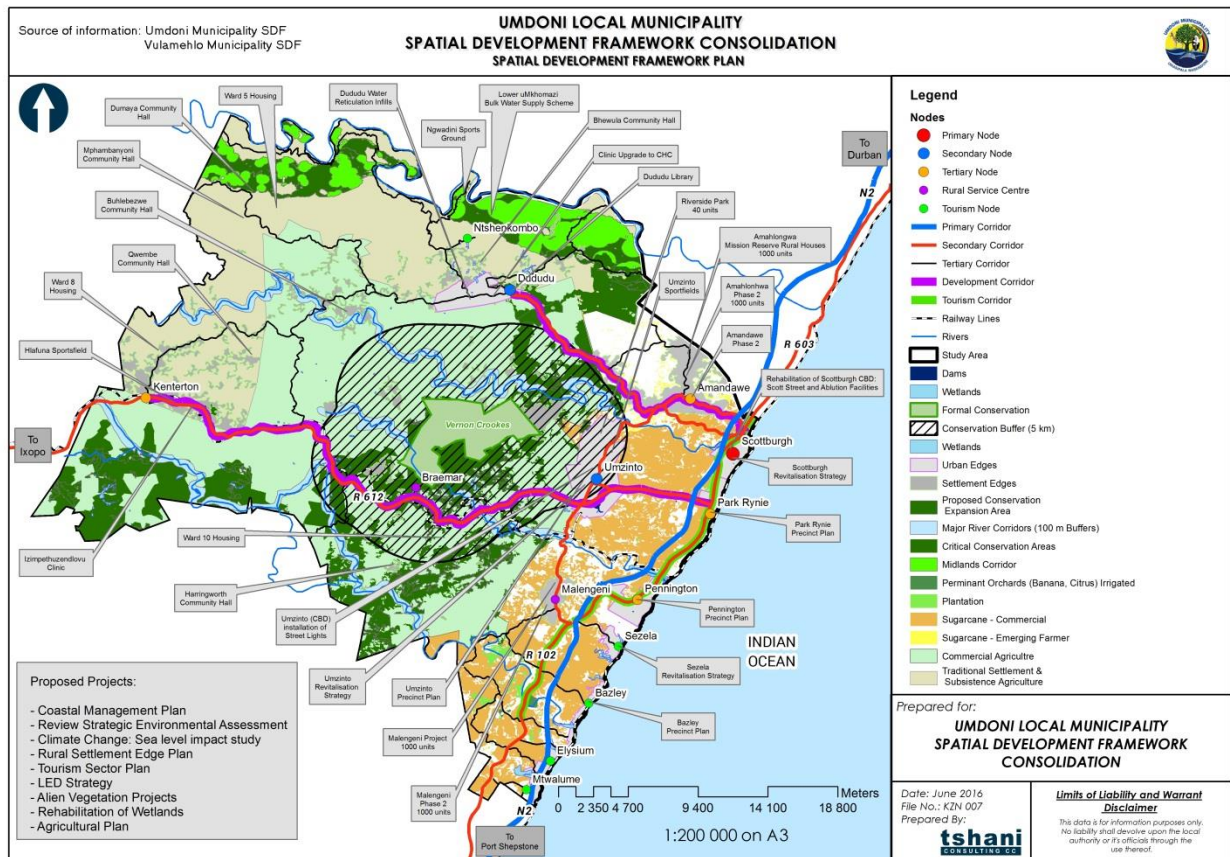 Source of information: Umdoni Municipality SDF
Vulamehlo Municipality SDF
UMDONI LOCAL MUNICIPALITY
SPATIAL DEVELOPMENT FRAMEWORK CONSOLIDATION
SPATIAL DEVELOPMENT FRAMEWORK PLAN
Dumaya Community
Hall
Ward 5 Housing
Dududu Water
Reticulation Infills
Lower uMkhomazi
Bulk Water Supply Scheme
Ngwadini Sports
Ground
Bhewula Community Hall
Mphambanyoni
Community Hall
Clinic Upgrade to CHC
Dududu Library
Buhlebezwe
Community Hall
Riverside Park
40 units
Qwembe
Community Hall
Amahlongwa
Mission Reserve Rural Houses
1000 units
Ward 8
Housing
Umzinto
Sportfields
Amahlonhwa
Phase 2
1000 units
Hlafuna Sportsfield
Amandawe
Phase 2
Rehabilitation of Scottburgh CBD:
Scott Street and Ablution Facilities
To
Durban
N2
R 603
Ntshenkombo
Dududu
Kenterton
Amandawe
To
Ixopo
Vernon Crookes
Scottburgh
Scottburgh
Revitalisation Strategy
Umzinto
Braemar
R 612
Park Rynie
Park Rynie
Precinct Plan
Izimpethuzendlovu
Clinic
Ward 10 Housing
Harringworth
Community Hall
Malengeni
Pennington
Pennington
Precinct Plan
Umzinto (CBD)
installation of
Street Lights
Sezela
INDIAN
OCEAN
R 102
Umzinto
Revitalisation
Strategy
Umzinto
Precinct Plan
Sezela
Revitalisation Strategy
Bazley
Malengeni Project
1000 units
Bazley
Precinct Plan
Elysium
Malengeni
Phase 2
1000 units
Mtwalume
N2
To
Port Shepstone
Meters
0 2 350 4 700 9 400 14 100 18 800
1:200 000 on A3
Proposed Projects:
- Coastal Management Plan
- Review Strategic Environmental Assessment
- Climate Change: Sea level impact study
- Rural Settlement Edge Plan
- Tourism Sector Plan
- LED Strategy
- Alien Vegetation Projects
- Rehabilitation of Wetlands
- Agricultural Plan
Legend
Nodes
Primary Node
Secondary Node
Tertiary Node
Rural Service Centre
Tourism Node
Primary Corridor
Secondary Corridor
Tertiary Corridor
Development Corridor
Tourism Corridor
Railway Lines
Rivers
Study Area
Dams
Wetlands
Formal Conservation
Conservation Buffer (5 km)
Wetlands
Urban Edges
Settlement Edges
Proposed Conservation
Expansion Area
Major River Corridors (100 m Buffers)
Critical Conservation Areas
Midlands Corridor
Perminant Orchards (Banana, Citrus) Irrigated
Plantation
Sugarcane - Commercial
Sugarcane - Emerging Farmer
Commercial Agricultre
Traditional Settlement &
Subsistence Agriculture
Prepared for:
UMDONI LOCAL MUNICIPALITY
SPATIAL DEVELOPMENT FRAMEWORK
CONSOLIDATION
Date: June 2016
File No.: KZN 007
Prepared By:
tshani
CONSULTING CC
Limits of Liability and Warrant
Disclaimer
This data is for information purposes only.
No liability shall devolve upon the local
authority or it's officials through the
use thereof.